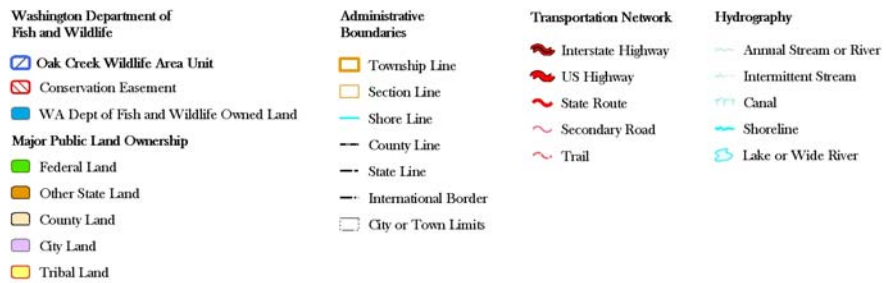 Washington Department of
Fish and Wildlife
Oak Creek Wildlife Area Unit
Conservation Easement
WA Dept of Fish and Wildlife Owned Land
Major Public Land Ownership
Federal Land
Other State Land
County Land
City Land
Tribal Land
Administrative
Boundaries
Township Line
Section Line
Shore Line
County Line
State Line
International Border
City or Town Limits
Transportation Network
Interstate Highway
US Highway
State Route
Secondary Road
Trail
Hydrography
Annual Stream or River
Intermittent Stream
Canal
Shoreline
Lake or Wide River